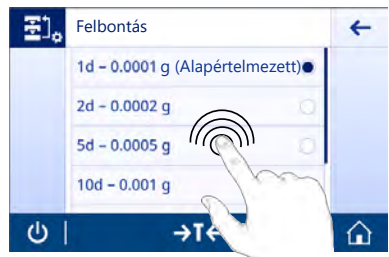 Felbontás
1d – 0.0001 g (Alapértelmezett)
2d – 0.0002 g
5d – 0.0005 g
10d – 0.001 g
→T←